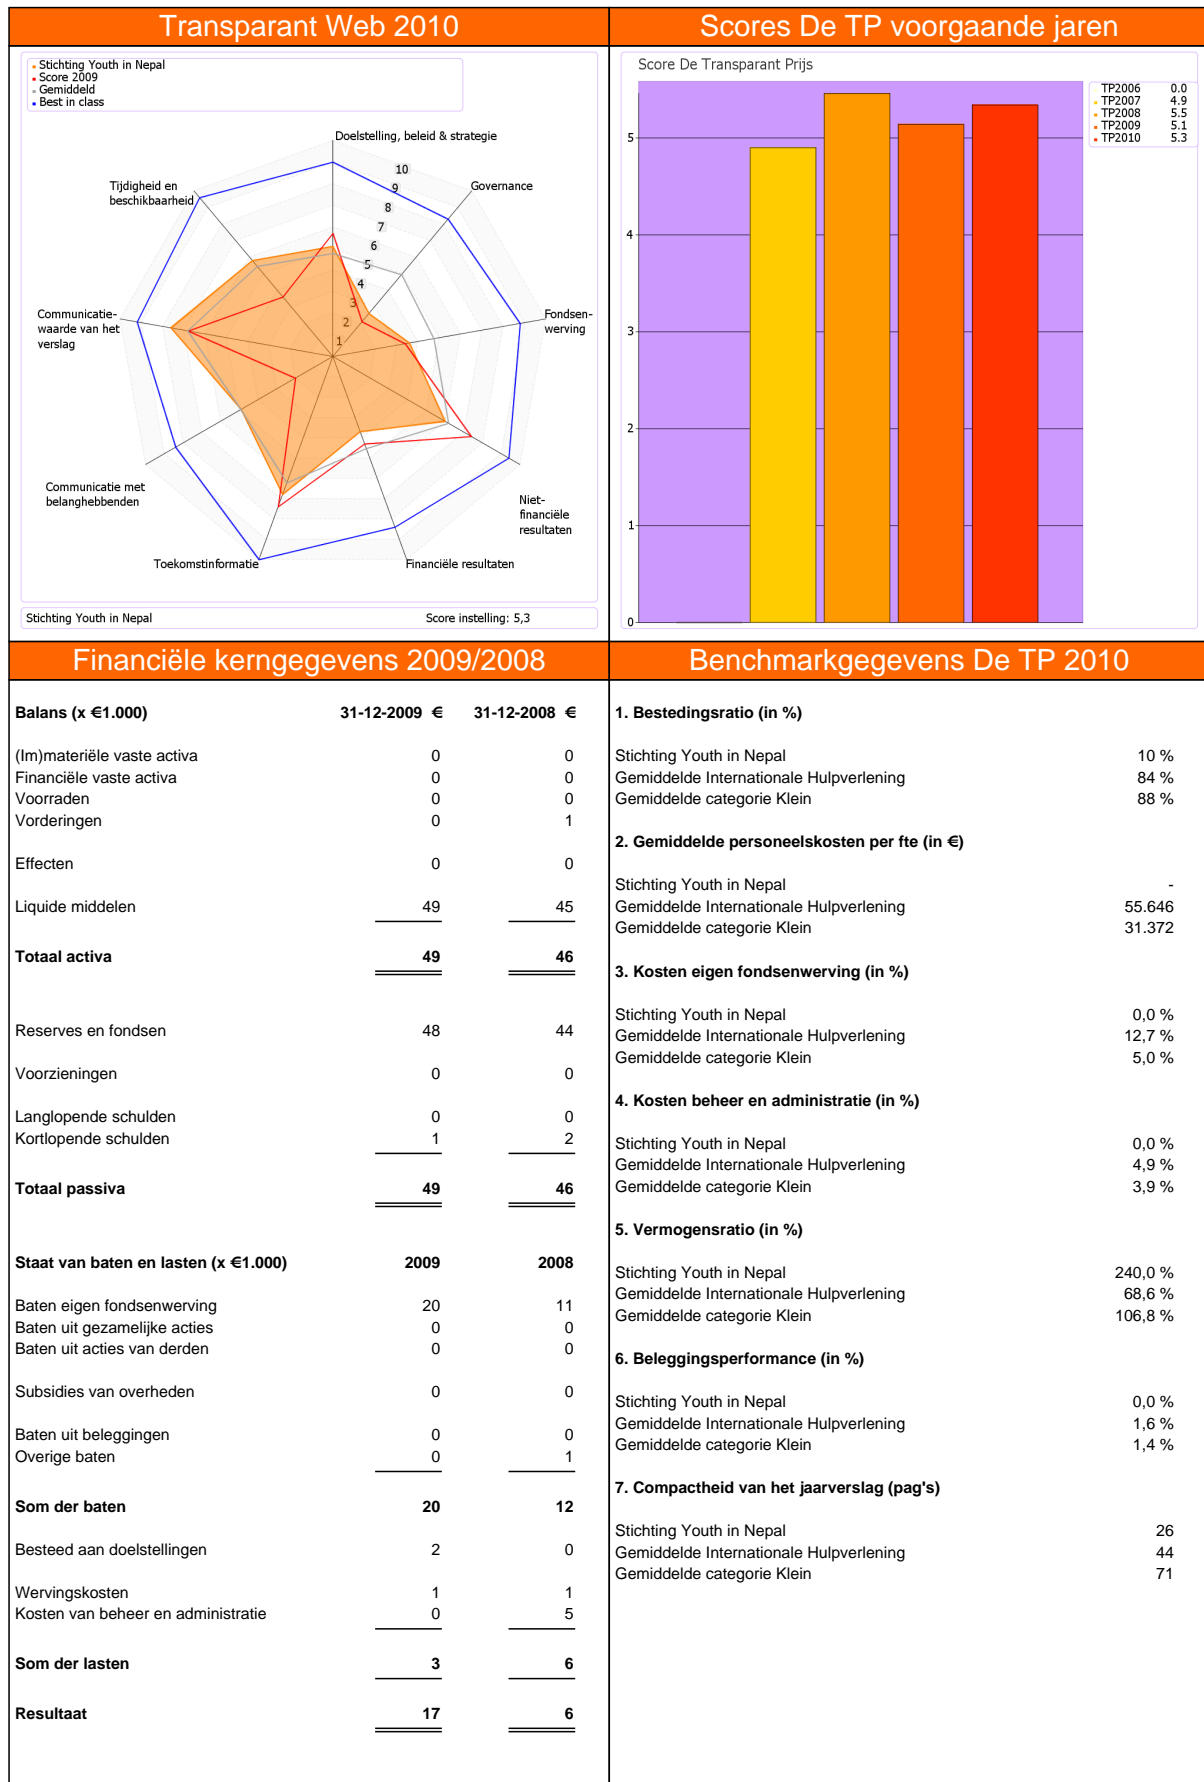 Transparant Web 2010
Stichting Youth in Nepal
Score 2009
Gemiddeld
Best in class
Doelstelling, beleid & strategie
Governance
Fondsen-
werving
Niet-
financiële
resultaten
Financiële resultaten
Toekomstinformatie
Communicatie met
belanghebbenden
Communicatie-
waarde van het
verslag
Tijdigheid en
beschikbaarheid
10
9
8
7
6
5
4
3
2
1
Stichting Youth in Nepal Score instelling: 5,3
Scores De TP voorgaande jaren
Score De Transparant Prijs
5
4
3
2
1
0
TP2006 0.0
TP2007 4.9
TP2008 5.5
TP2009 5.1
TP2010 5.3
Financiële kerngegevens 2009/2008
Balans (x €1.000) 31-12-2009 € 31-12-2008 €
(Im)materiële vaste activa 0 0
Financiële vaste activa 0 0
Voorraden 0 0
Vorderingen 0 1
Effecten 0 0
Liquide middelen 49 45
Totaal activa 49 46
Reserves en fondsen 48 44
Voorzieningen 0 0
Langlopende schulden 0 0
Kortlopende schulden 1 2
Totaal passiva 49 46
Staat van baten en lasten (x €1.000) 2009 2008
Baten eigen fondsenwerving 20 11
Baten uit gezamelijke acties 0 0
Baten uit acties van derden 0 0
Subsidies van overheden 0 0
Baten uit beleggingen 0 0
Overige baten 0 1
Som der baten 20 12
Besteed aan doelstellingen 2 0
Wervingskosten 1 1
Kosten van beheer en administratie 0 5
Som der lasten 3 6
Resultaat 17 6
Benchmarkgegevens De TP 2010
1. Bestedingsratio (in %)
Stichting Youth in Nepal 10 %
Gemiddelde Internationale Hulpverlening 84 %
Gemiddelde categorie Klein 88 %
2. Gemiddelde personeelskosten per fte (in €)
Stichting Youth in Nepal -
Gemiddelde Internationale Hulpverlening 55.646
Gemiddelde categorie Klein 31.372
3. Kosten eigen fondsenwerving (in %)
Stichting Youth in Nepal 0,0 %
Gemiddelde Internationale Hulpverlening 12,7 %
Gemiddelde categorie Klein 5,0 %
4. Kosten beheer en administratie (in %)
Stichting Youth in Nepal 0,0 %
Gemiddelde Internationale Hulpverlening 4,9 %
Gemiddelde categorie Klein 3,9 %
5. Vermogensratio (in %)
Stichting Youth in Nepal 240,0 %
Gemiddelde Internationale Hulpverlening 68,6 %
Gemiddelde categorie Klein 106,8 %
6. Beleggingsperformance (in %)
Stichting Youth in Nepal 0,0 %
Gemiddelde Internationale Hulpverlening 1,6 %
Gemiddelde categorie Klein 1,4 %
7. Compactheid van het jaarverslag (pag's)
Stichting Youth in Nepal 26
Gemiddelde Internationale Hulpverlening 44
Gemiddelde categorie Klein 71